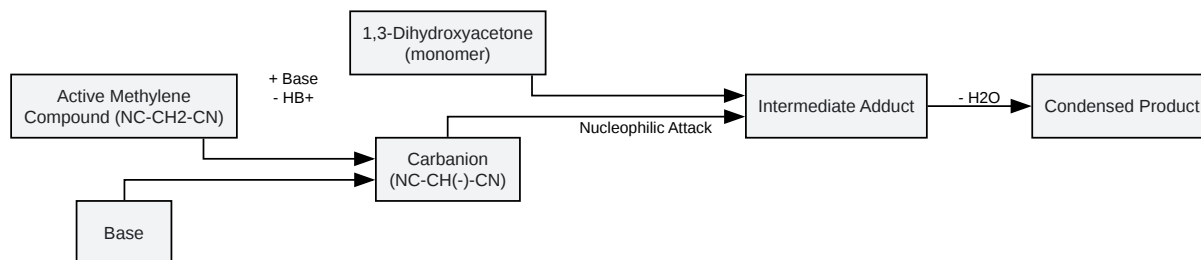 1,3-Dihydroxyacetone
(monomer)
+ Base
- HB+
Active Methylene
Compound (NC-CH2-CN)
Intermediate Adduct
- H2O
Condensed Product
Nucleophilic Attack
Carbanion
(NC-CH(-)-CN)
Base